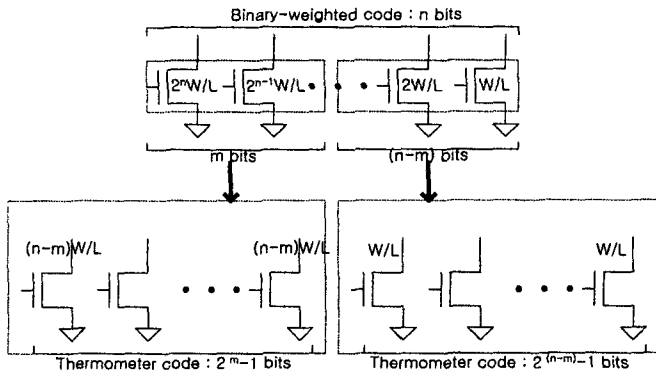 Binary-weighted code : n bits
2ⁿW/L 2ⁿ⁻¹W/L 2W/L W/L
m bits (n-m) bits
(n-m)W/L (n-m)W/L W/L W/L
Thermometer code : 2ᵐ-1 bits Thermometer code : 2⁽ⁿ⁻ᵐ⁾-1 bits